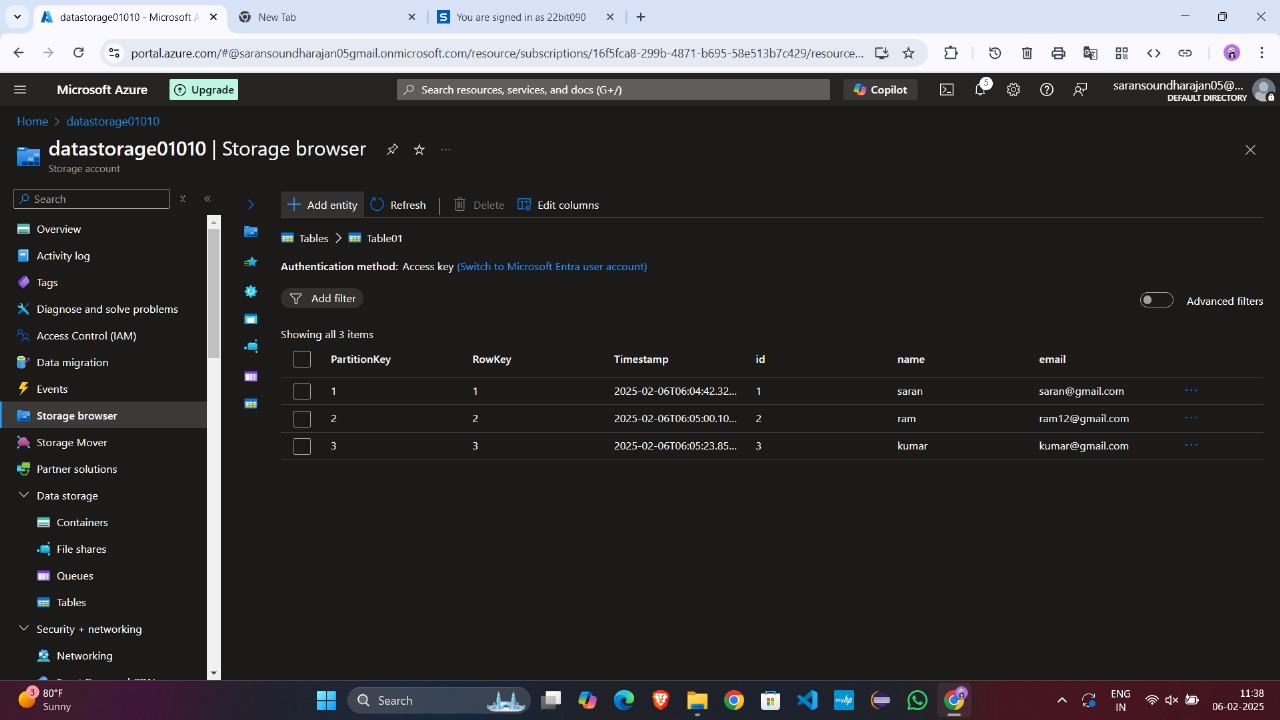 datastorage01010 - Microsoft A
New Tab
You are signed in as 22bit090
portal.azure.com/#@saransoundharajan05gmail.onmicrosoft.com/resource/subscriptions/16f5fca8-299b-4871-b695-58e513b7c429/resource...
Microsoft Azure
Upgrade
Search resources, services, and docs (G+/)
Copilot
5
saransoundharajan05@...
DEFAULT DIRECTORY
Home > datastorage01010
datastorage01010 | Storage browser
Storage account
Search
Overview
Activity log
Tags
Diagnose and solve problems
Access Control (IAM)
Data migration
Events
Storage browser
Storage Mover
Partner solutions
Data storage
Containers
File shares
Queues
Tables
Security + networking
Networking
Add entity Refresh Delete Edit columns
Tables > Table01
Authentication method: Access key (Switch to Microsoft Entra user account)
Add filter
Advanced filters
Showing all 3 items
PartitionKey RowKey Timestamp id name email
1 1 2025-02-06T06:04:42.32... 1 saran saran@gmail.com
2 2 2025-02-06T06:05:00.10... 2 ram ram12@gmail.com
3 3 2025-02-06T06:05:23.85... 3 kumar kumar@gmail.com
3
80°F
Sunny
Search
ENG
IN
11:38
06-02-2025